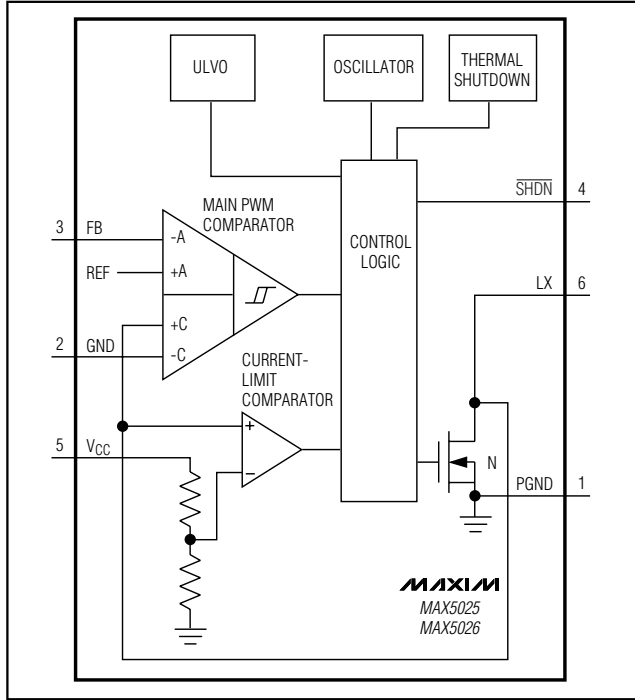 ULVO
OSCILLATOR
THERMAL
SHUTDOWN
SHDN 4
MAIN PWM
COMPARATOR
3 FB
-A
CONTROL
LOGIC
REF
+A
LX 6
+C
2 GND
-C
CURRENT-
LIMIT
COMPARATOR
+
5 VCC
−
N
PGND 1
MAXIM
MAX5025
MAX5026